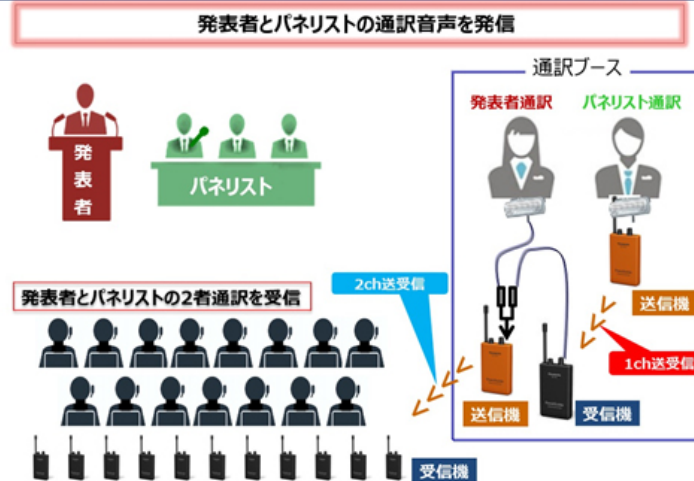 発表者とパネリストの通訳音声を発信
通訳ブース
発表者通訳
パネリスト通訳
発表者
パネリスト
送信機
2ch送受信
1ch送受信
発表者とパネリストの2者通訳を受信
送信機
受信機
受信機